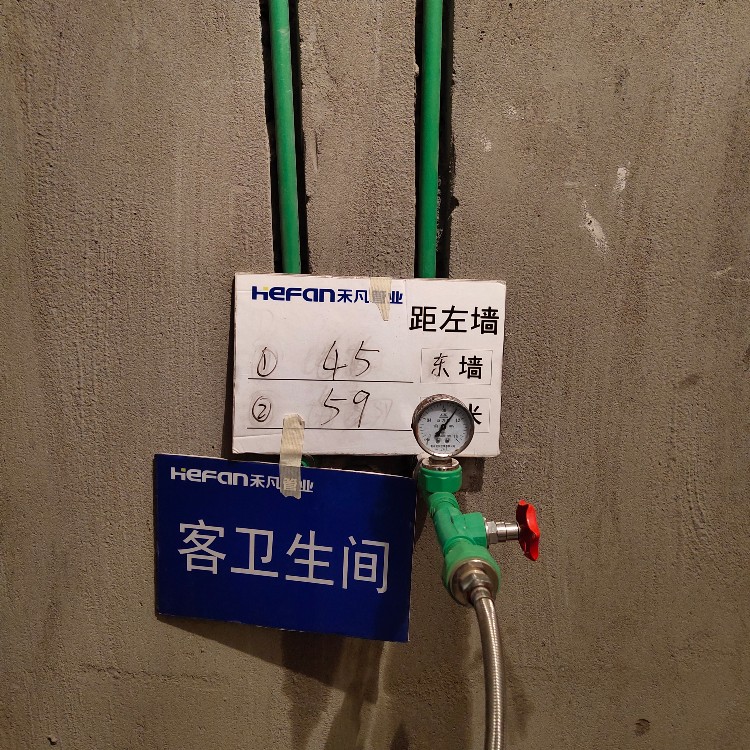 HEFAN禾凡管业
距左墙
① 45 东墙
② 59 米
HEFAN禾凡管业
客卫生间